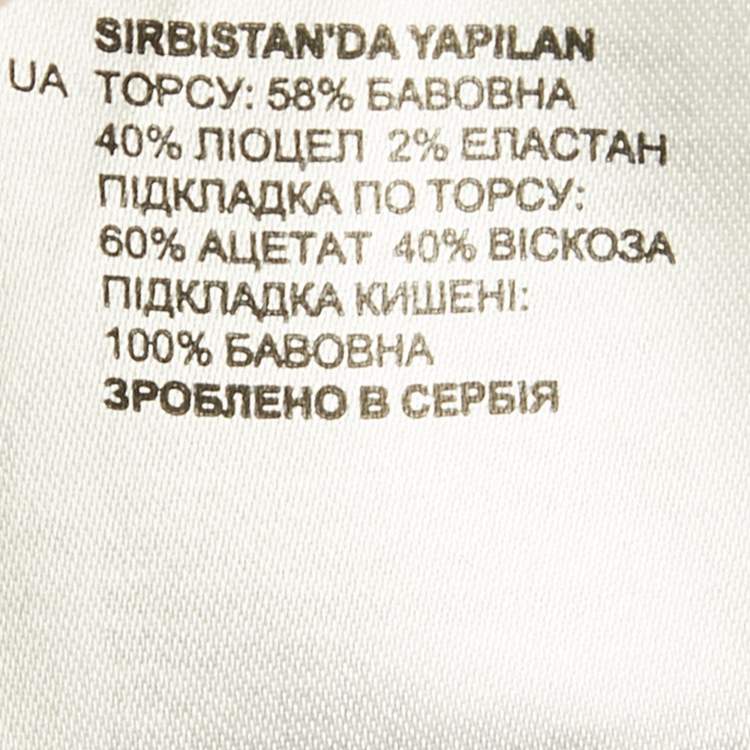 SIRBISTAN'DA YAPILAN
UA ТОРСУ: 58% БАВОВНА
40% ЛІОЦЕЛ 2% ЕЛАСТАН
ПІДКЛАДКА ПО ТОРСУ:
60% АЦЕТАТ 40% ВІСКОЗА
ПІДКЛАДКА КИШЕНІ:
100% БАВОВНА
ЗРОБЛЕНО В СЕРБІЯ